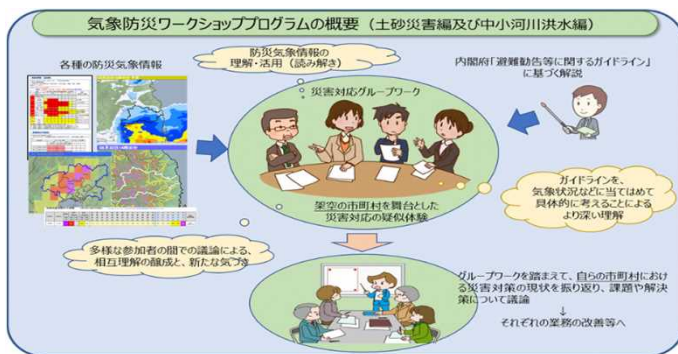 気象防災ワークショッププログラムの概要（土砂災害編及び中小河川洪水編）
各種の防災気象情報
防災気象情報の
理解・活用（読み解き）
災害対応グループワーク
内閣府「避難勧告等に関するガイドライン」
に基づく解説
架空の市町村を舞台とした
災害対応の疑似体験
ガイドラインを、
気象状況などに当てはめて
具体的に考えることによる
より深い理解
多様な参加者の間での議論による、
相互理解の醸成と、新たな気づき
グループワークを踏まえて、自らの市町村におけ
る災害対策の現状を振り返り、課題や解決
策について議論
↓
それぞれの業務の改善等へ